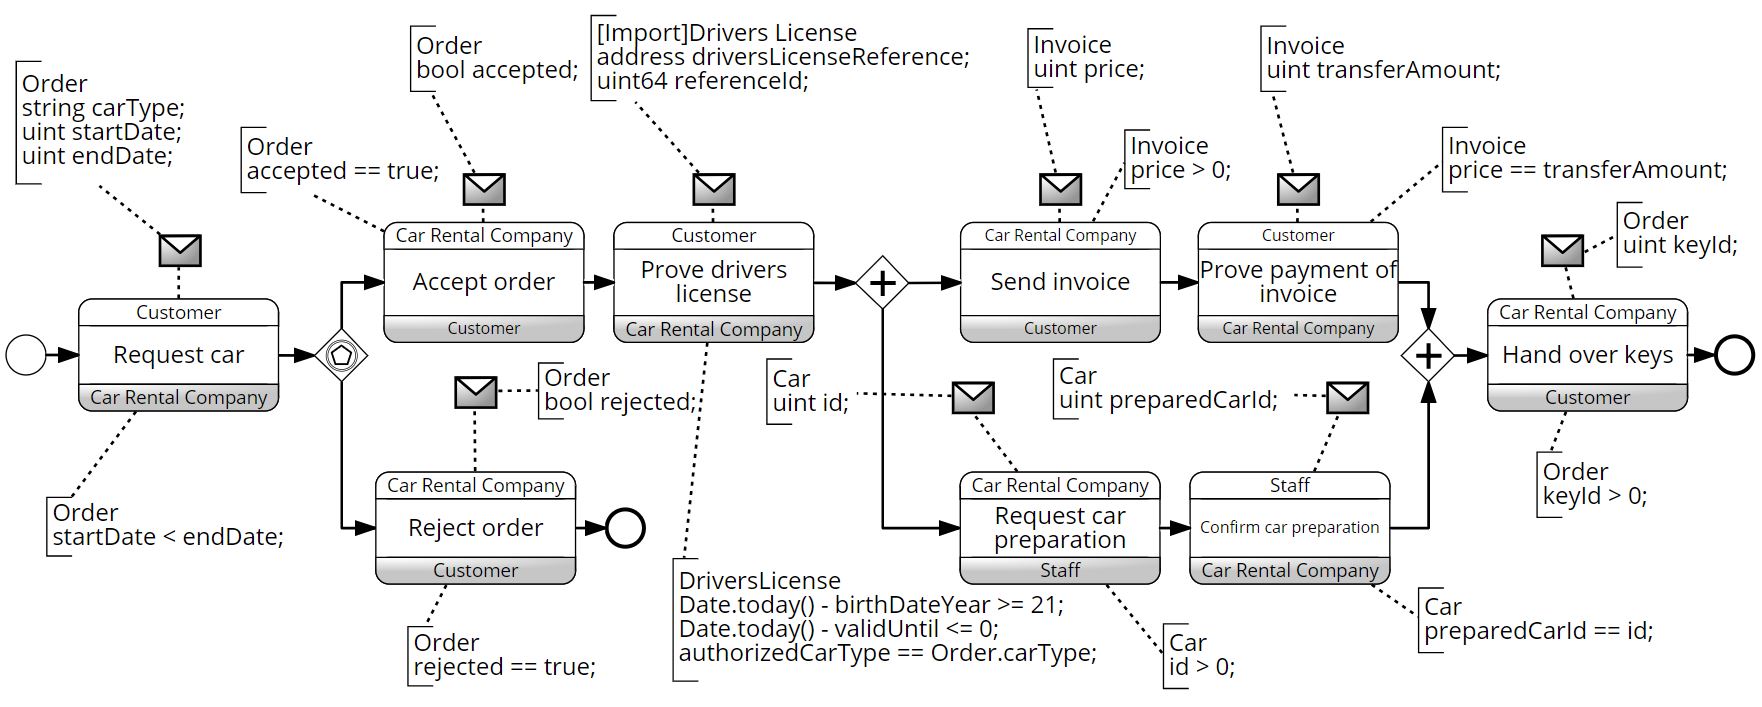 Order
string carType;
uint startDate;
uint endDate;
Customer
Request car
Car Rental Company
Order
startDate < endDate;
Order
accepted == true;
Order
bool accepted;
Car Rental Company
Accept order
Customer
[Import]Drivers License
address driversLicenseReference;
uint64 referenceId;
Customer
Prove drivers
license
Car Rental Company
Order
bool rejected;
Car Rental Company
Reject order
Customer
Order
rejected == true;
DriversLicense
Date.today() - birthDateYear >= 21;
Date.today() - validUntil <= 0;
authorizedCarType == Order.carType;
Invoice
uint price;
Invoice
price > 0;
Car Rental Company
Send invoice
Customer
Invoice
uint transferAmount;
Invoice
price == transferAmount;
Customer
Prove payment of
invoice
Car Rental Company
Car
uint id;
Car Rental Company
Request car
preparation
Staff
Car
id > 0;
Car
uint preparedCarId;
Staff
Confirm car preparation
Car Rental Company
Car
preparedCarId == id;
Order
uint keyId;
Car Rental Company
Hand over keys
Customer
Order
keyId > 0;